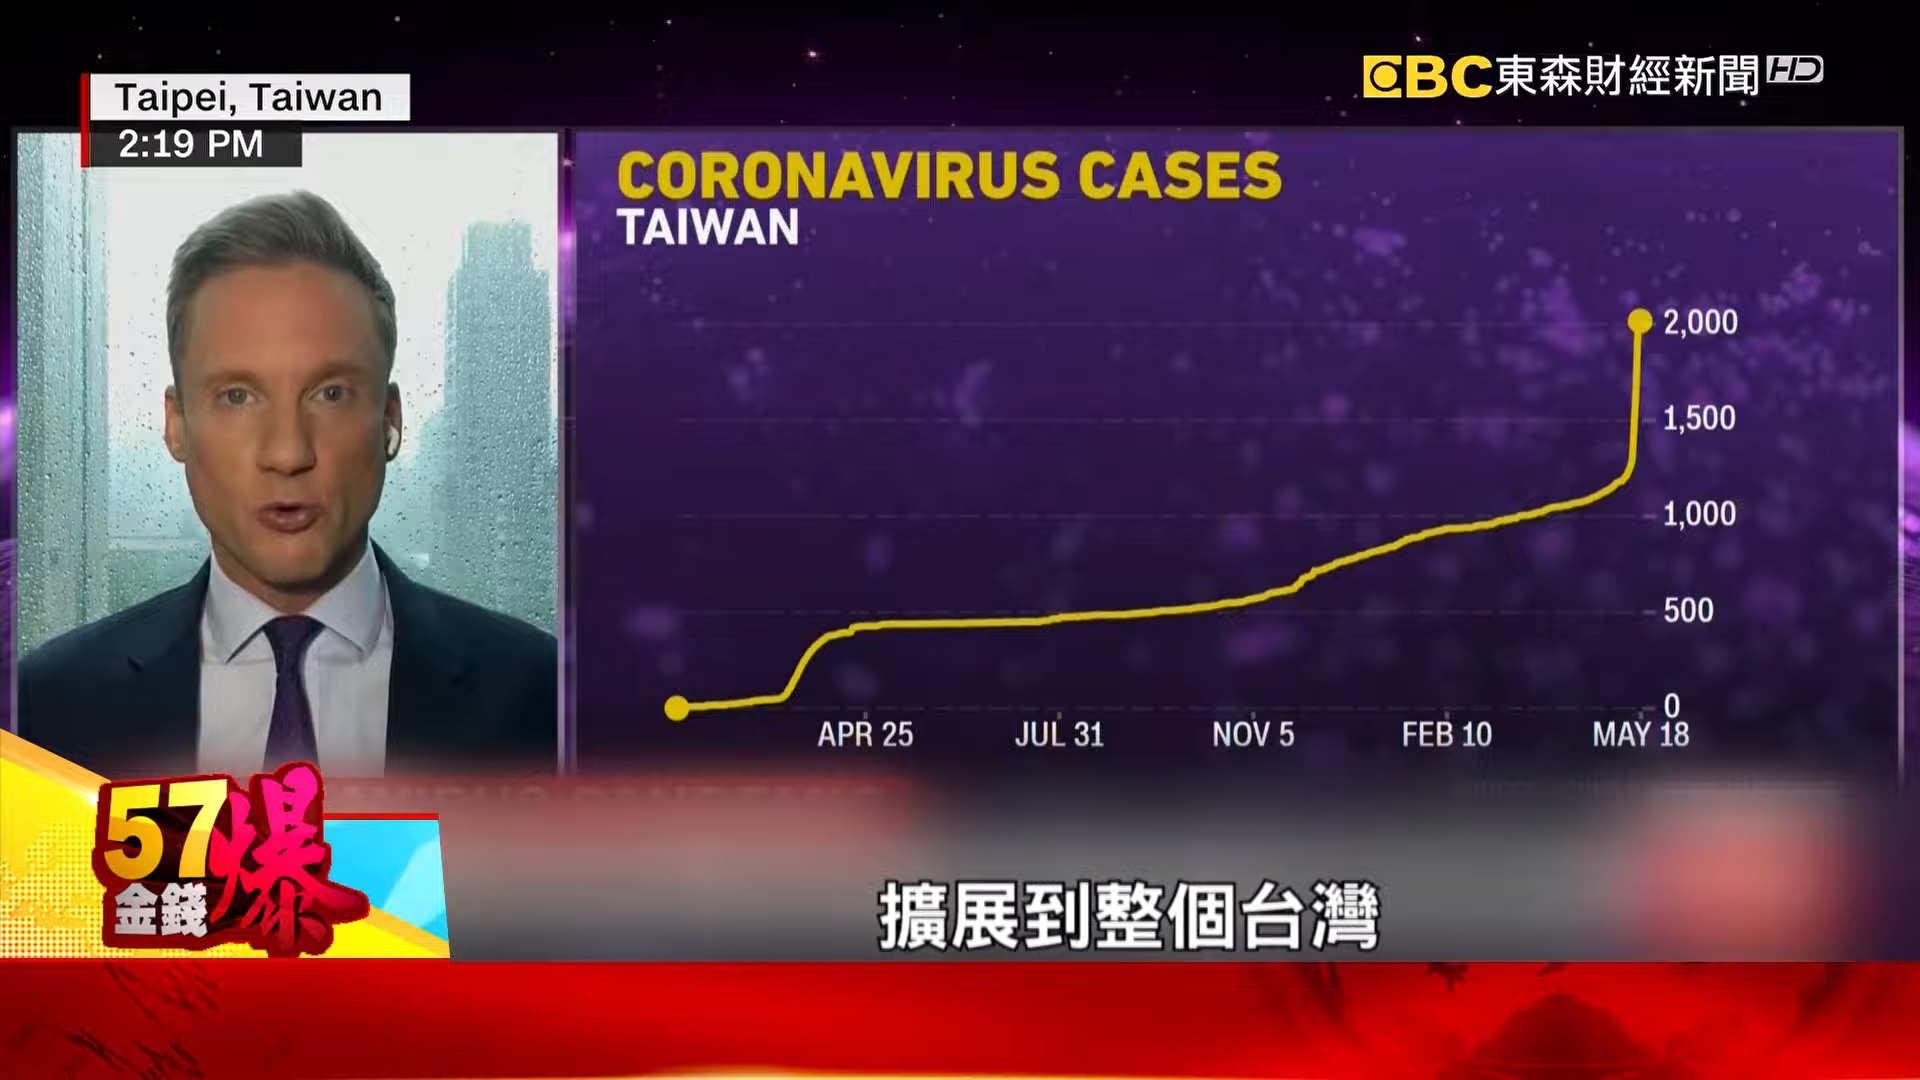 Taipei, Taiwan
2:19 PM
EBC東森財經新聞HD
CORONAVIRUS CASES
TAIWAN
2,000
1,500
1,000
500
0
APR 25
JUL 31
NOV 5
FEB 10
MAY 18
57
金錢
爆
擴展到整個台灣